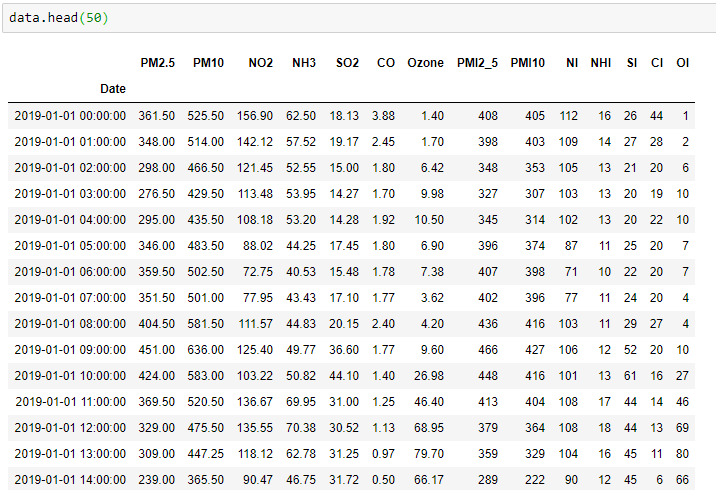 data.head(50)
PM2.5 PM10 NO2 NH3 SO2 CO Ozone PMI2_5 PMI10 NI NHI SI CI OI
Date
2019-01-01 00:00:00 361.50 525.50 156.90 62.50 18.13 3.88 1.40 408 405 112 16 26 44 1
2019-01-01 01:00:00 348.00 514.00 142.12 57.52 19.17 2.45 1.70 398 403 109 14 27 28 2
2019-01-01 02:00:00 298.00 466.50 121.45 52.55 15.00 1.80 6.42 348 353 105 13 21 20 6
2019-01-01 03:00:00 276.50 429.50 113.48 53.95 14.27 1.70 9.98 327 307 103 13 20 19 10
2019-01-01 04:00:00 295.00 435.50 108.18 53.20 14.28 1.92 10.50 345 314 102 13 20 22 10
2019-01-01 05:00:00 346.00 483.50 88.02 44.25 17.45 1.80 6.90 396 374 87 11 25 20 7
2019-01-01 06:00:00 359.50 502.50 72.75 40.53 15.48 1.78 7.38 407 398 71 10 22 20 7
2019-01-01 07:00:00 351.50 501.00 77.95 43.43 17.10 1.77 3.62 402 396 77 11 24 20 4
2019-01-01 08:00:00 404.50 581.50 111.57 44.83 20.15 2.40 4.20 436 416 103 11 29 27 4
2019-01-01 09:00:00 451.00 636.00 125.40 49.77 36.60 1.77 9.60 466 427 106 12 52 20 10
2019-01-01 10:00:00 424.00 583.00 103.22 50.82 44.10 1.40 26.98 448 416 101 13 61 16 27
2019-01-01 11:00:00 369.50 520.50 136.67 69.95 31.00 1.25 46.40 413 404 108 17 44 14 46
2019-01-01 12:00:00 329.00 475.50 135.55 70.38 30.52 1.13 68.95 379 364 108 18 44 13 69
2019-01-01 13:00:00 309.00 447.25 118.12 62.78 31.25 0.97 79.70 359 329 104 16 45 11 80
2019-01-01 14:00:00 239.00 365.50 90.47 46.75 31.72 0.50 66.17 289 222 90 12 45 6 66